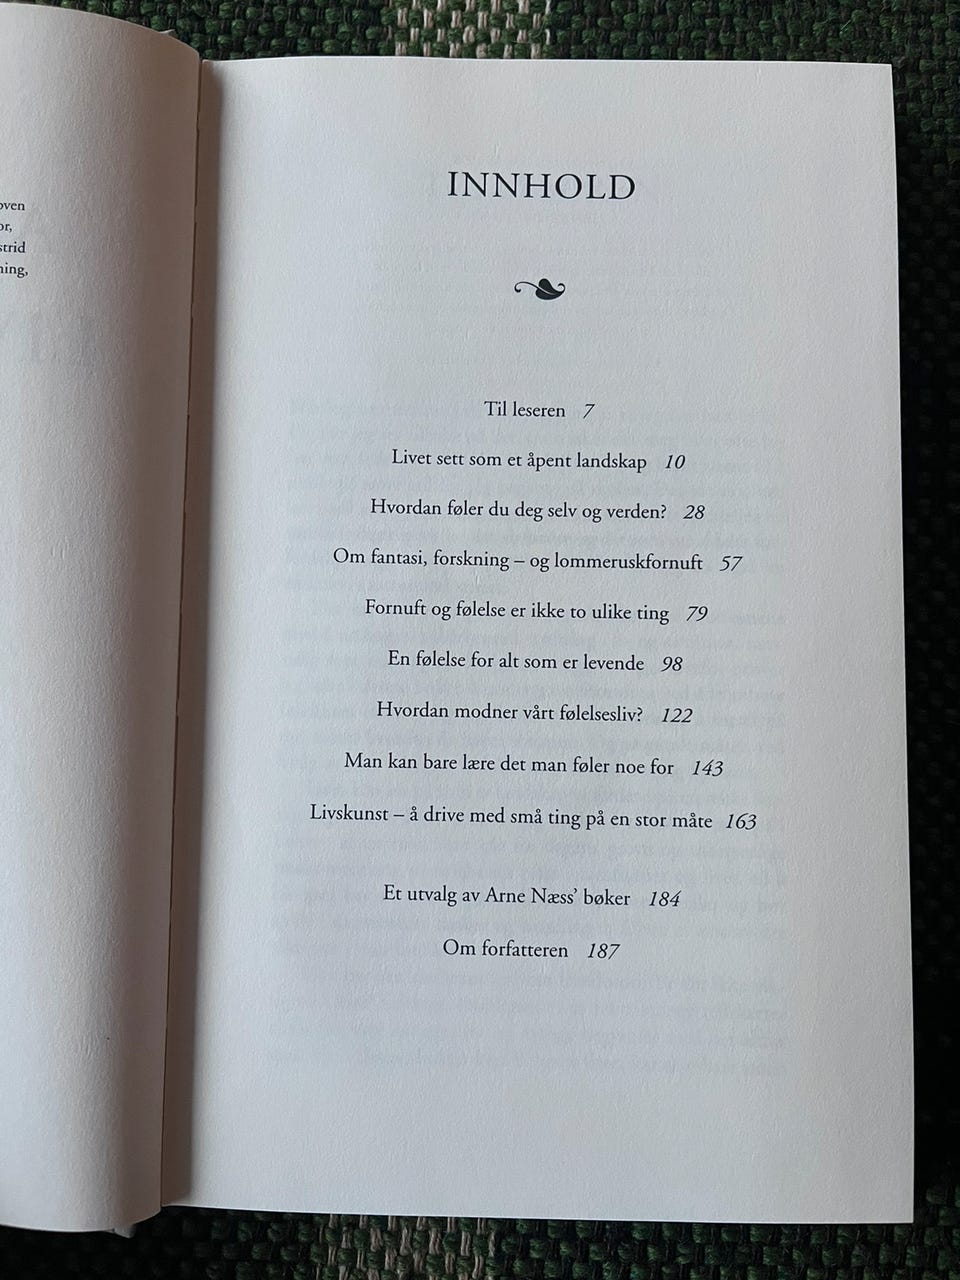 strid
INNHOLD
Til leseren 7
Livet sett som et åpent landskap 10
Hvordan føler du deg selv og verden? 28
Om fantasi, forskning – og lommeruskfornuft 57
Fornuft og følelse er ikke to ulike ting 79
En følelse for alt som er levende 98
Hvordan modner vårt følelsesliv? 122
Man kan bare lære det man føler noe for 143
Livskunst – å drive med små ting på en stor måte 163
Et utvalg av Arne Næss’ bøker 184
Om forfatteren 187